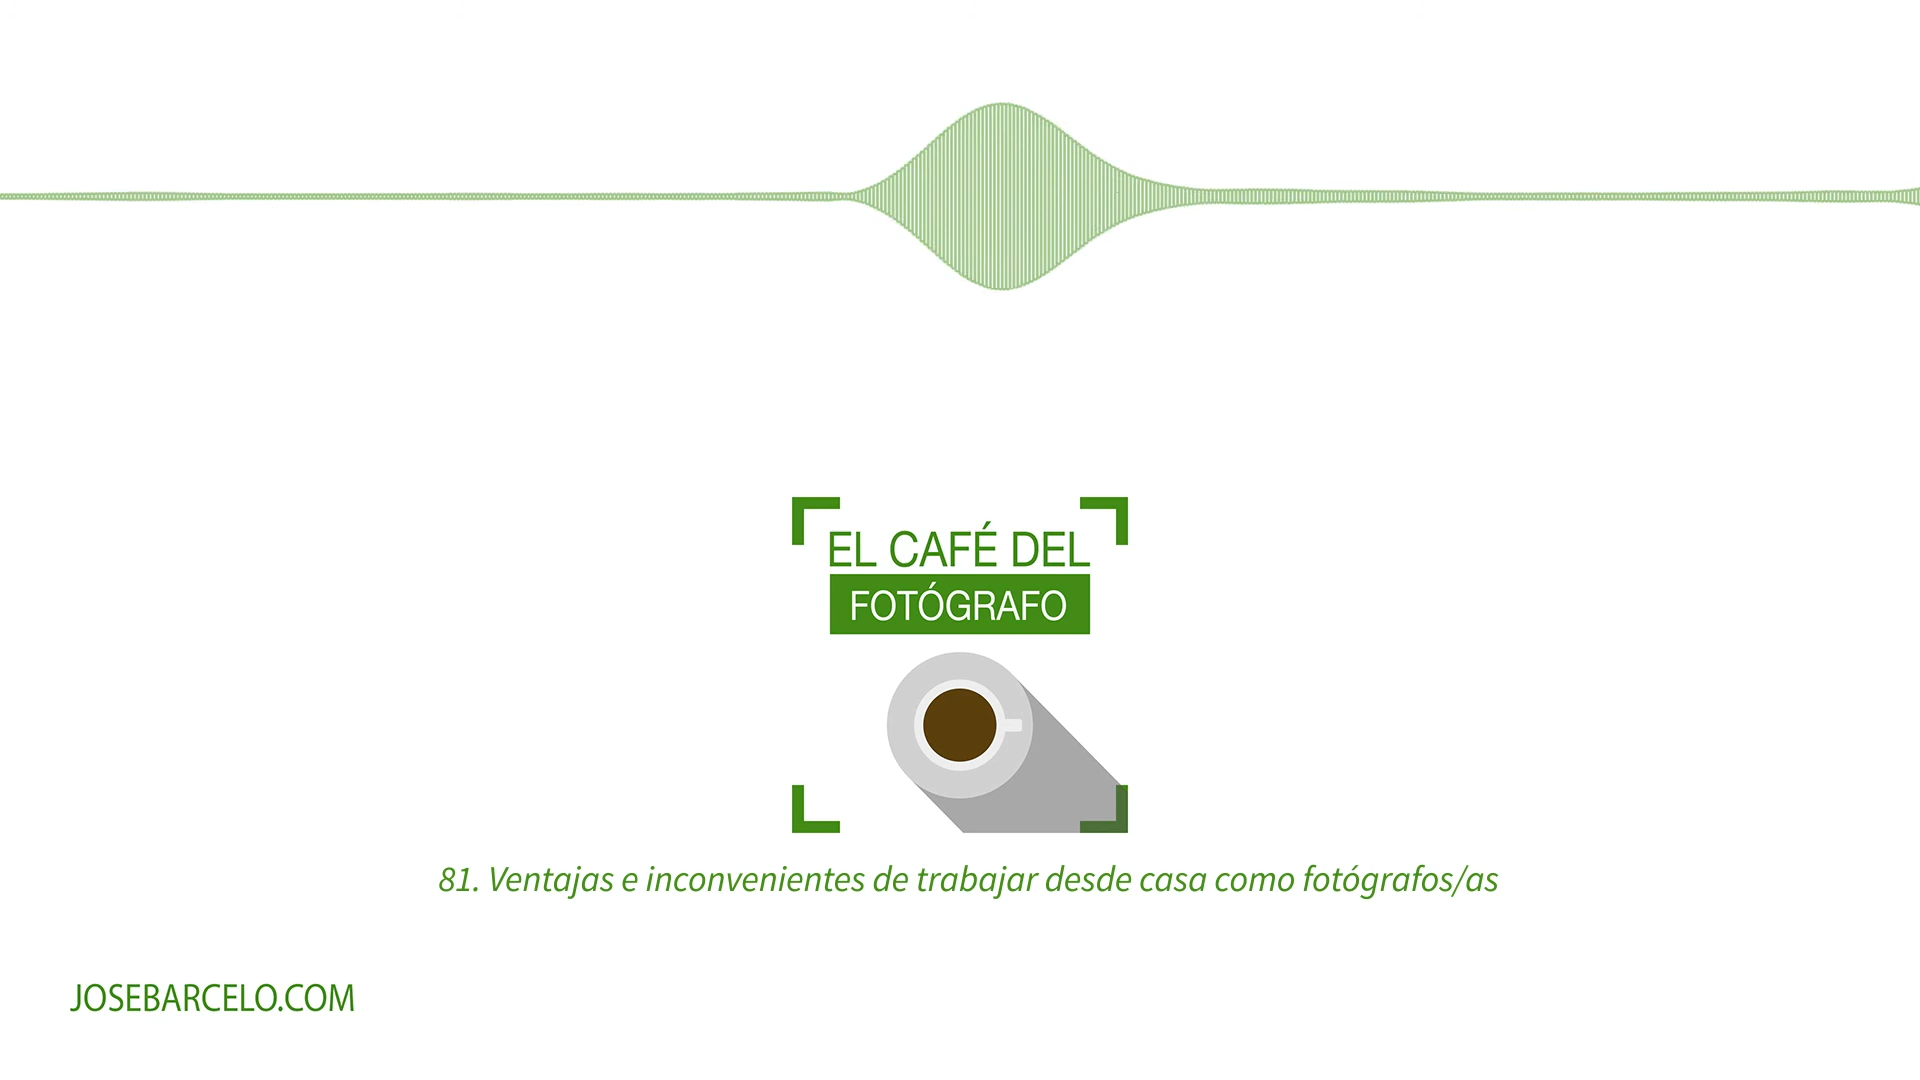 EL CAFÉ DEL
FOTÓGRAFO
81. Ventajas e inconvenientes de trabajar desde casa como fotógrafos/as
JOSEBARCELO.COM